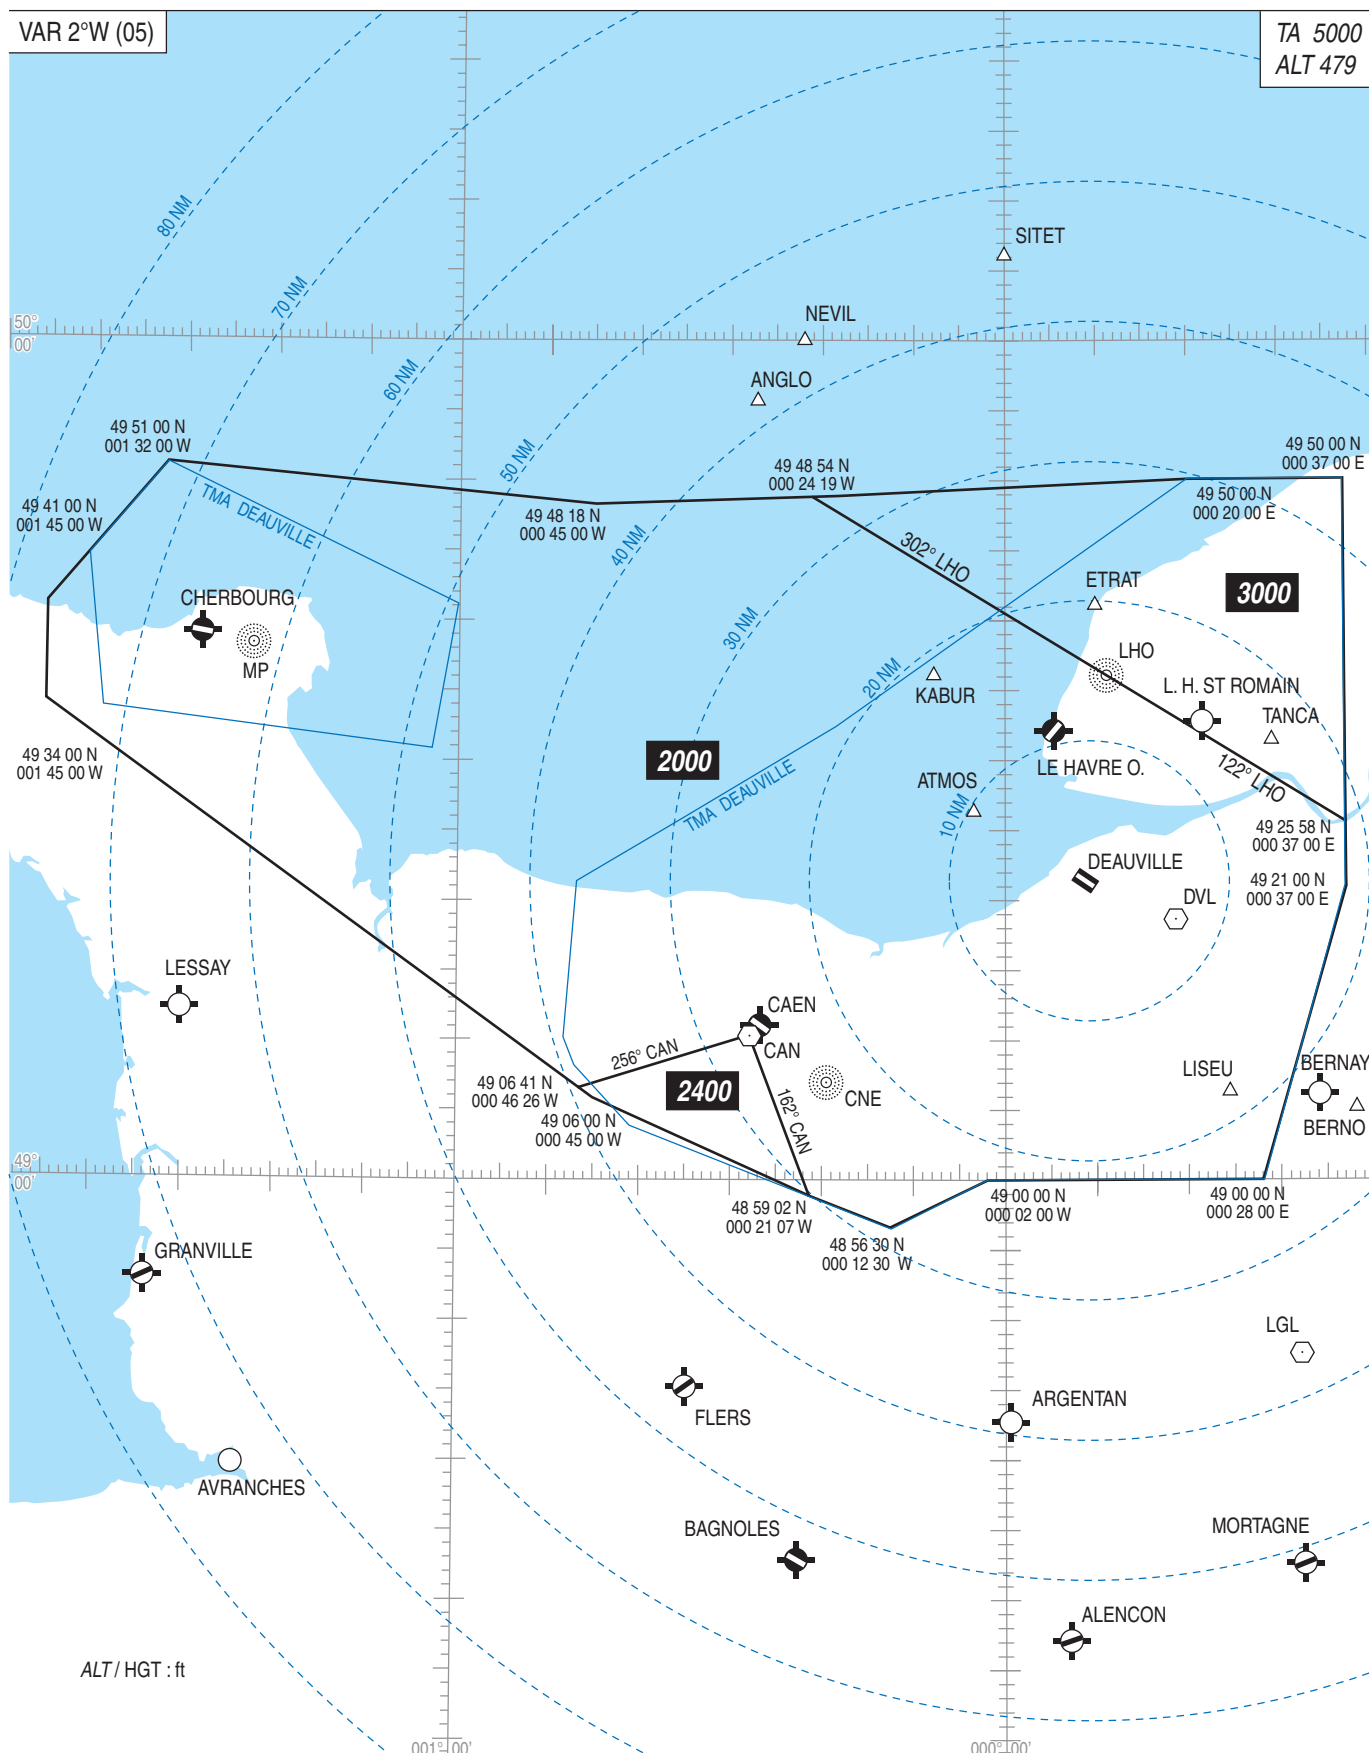 VAR 2°W (05)
TA 5000
ALT 479
80 NM
SITET
70 NM
NEVIL
50°
00'
60 NM
ANGLO
49 51 00 N
001 32 00 W
50 NM
49 50 00 N
000 37 00 E
49 48 54 N
000 24 19 W
TMA DEAUVILLE
49 41 00 N
001 45 00 W
49 48 18 N
000 45 00 W
49 50 00 N
000 20 00 E
40 NM
302° LHO
ETRAT
3000
CHERBOURG
30 NM
MP
LHO
20 NM
KABUR
L. H. ST ROMAIN
TANCA
49 34 00 N
001 45 00 W
2000
LE HAVRE O.
122° LHO
TMA DEAUVILLE
ATMOS
10 NM
49 25 58 N
000 37 00 E
DEAUVILLE
49 21 00 N
000 37 00 E
DVL
LESSAY
CAEN
CAN
256° CAN
2400
162° CAN
CNE
LISEU
BERNAY
BERNO
49 06 41 N
000 46 26 W
49 06 00 N
000 45 00 W
49°
00'
48 59 02 N
000 21 07 W
49 00 00 N
000 02 00 W
49 00 00 N
000 28 00 E
48 56 30 N
000 12 30 W
GRANVILLE
LGL
FLERS
ARGENTAN
AVRANCHES
BAGNOLES
MORTAGNE
ALENCON
ALT / HGT : ft
001° 00'
000° 00'